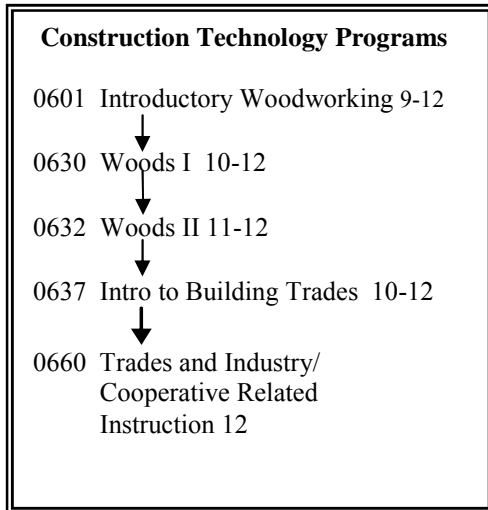 Construction Technology Programs
0601 Introductory Woodworking 9-12
0630 Woods I 10-12
0632 Woods II 11-12
0637 Intro to Building Trades 10-12
0660 Trades and Industry/
Cooperative Related
Instruction 12